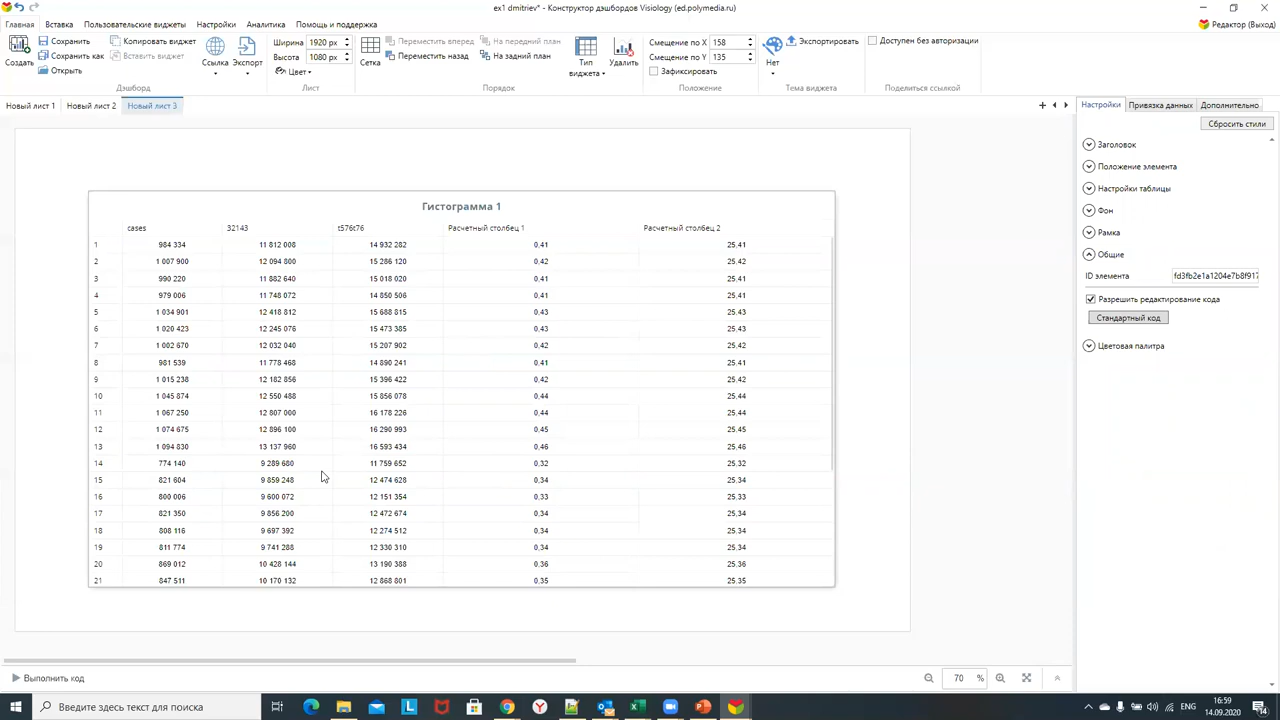 ex1 dmitriev* - Конструктор дэшбордов Visiology (ed.polymedia.ru)
Главная Вставка Пользовательские виджеты Настройки Аналитика Помощь и поддержка Редактор (Выход)
Создать
Сохранить
Сохранить как
Открыть
Копировать виджет
Вставить виджет
Ссылка
Экспорт
Дэшборд
Ширина 1920 px
Высота 1080 px
Цвет
Лист
Сетка
Переместить вперед
Переместить назад
На передний план
На задний план
Тип виджета
Удалить
Порядок
Смещение по X 158
Смещение по Y 135
Зафиксировать
Положение
Нет
Экспортировать
Тема виджета
Доступен без авторизации
Поделиться ссылкой
Новый лист 1 Новый лист 2 Новый лист 3
Гистограмма 1
cases 32143 t576t76 Расчетный столбец 1 Расчетный столбец 2
1 984 334 11 812 008 14 932 282 0,41 25,41
2 1 007 900 12 094 800 15 286 120 0,42 25,42
3 990 220 11 882 640 15 018 020 0,41 25,41
4 979 006 11 748 072 14 850 506 0,41 25,41
5 1 034 901 12 418 812 15 688 815 0,43 25,43
6 1 020 423 12 245 076 15 473 385 0,43 25,43
7 1 002 670 12 032 040 15 207 902 0,42 25,42
8 981 539 11 778 468 14 890 241 0,41 25,41
9 1 015 238 12 182 856 15 396 422 0,42 25,42
10 1 045 874 12 550 488 15 856 078 0,44 25,44
11 1 067 250 12 807 000 16 178 226 0,44 25,44
12 1 074 675 12 896 100 16 290 993 0,45 25,45
13 1 094 830 13 137 960 16 593 434 0,46 25,46
14 774 140 9 289 680 11 759 652 0,32 25,32
15 821 604 9 859 248 12 474 628 0,34 25,34
16 800 006 9 600 072 12 151 354 0,33 25,33
17 821 350 9 856 200 12 472 674 0,34 25,34
18 808 116 9 697 392 12 274 512 0,34 25,34
19 811 774 9 741 288 12 330 310 0,34 25,34
20 869 012 10 428 144 13 190 388 0,36 25,36
21 847 511 10 170 132 12 868 801 0,35 25,35
Настройки Привязка данных Дополнительно
Сбросить стили
Заголовок
Положение элемента
Настройки таблицы
Фон
Рамка
Общие
ID элемента fd3fb2e1a1204e7b8f917
Разрешить редактирование кода
Стандартный код
Цветовая палитра
Выполнить код 70 %
Введите здесь текст для поиска
ENG
16:59
14.09.2020
14